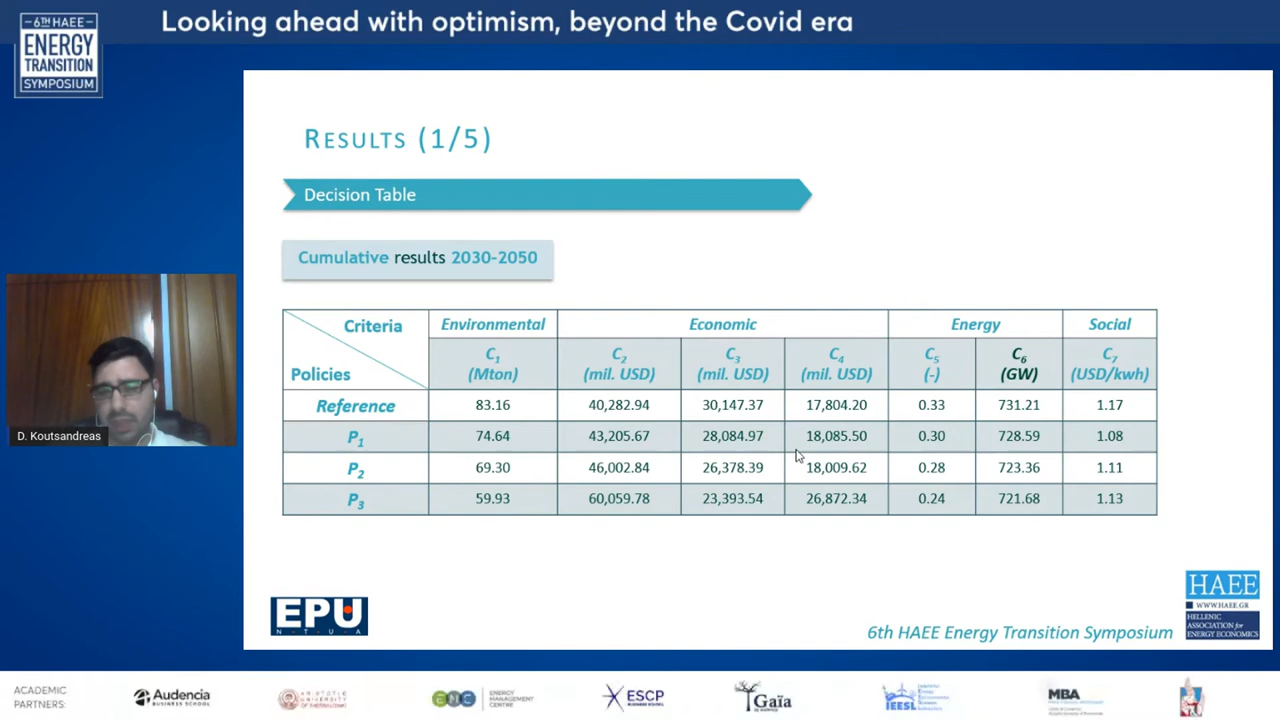 Looking ahead with optimism, beyond the Covid era
6TH HAEE
ENERGY
TRANSITION
SYMPOSIUM
RESULTS (1/5)
Decision Table
Cumulative results 2030-2050
Criteria Environmental Economic Energy Social
Policies C1 (Mton) C2 (mil. USD) C3 (mil. USD) C4 (mil. USD) C5 (-) C6 (GW) C7 (USD/kwh)
Reference 83.16 40,282.94 30,147.37 17,804.20 0.33 731.21 1.17
P1 74.64 43,205.67 28,084.97 18,085.50 0.30 728.59 1.08
P2 69.30 46,002.84 26,378.39 18,009.62 0.28 723.36 1.11
P3 59.93 60,059.78 23,393.54 26,872.34 0.24 721.68 1.13
D. Koutsandreas
EPU
NTUA
6th HAEE Energy Transition Symposium
HAEE
WWW.HAEE.GR
HELLENIC
ASSOCIATION for
ENERGY ECONOMICS
ACADEMIC
PARTNERS:
Audencia
BUSINESS SCHOOL
ARISTOTLE
UNIVERSITY
OF THESSALONIKI
ENERGY
MANAGEMENT
CENTRE
ESCP
BUSINESS SCHOOL
Gaïa
IEESL
MBA